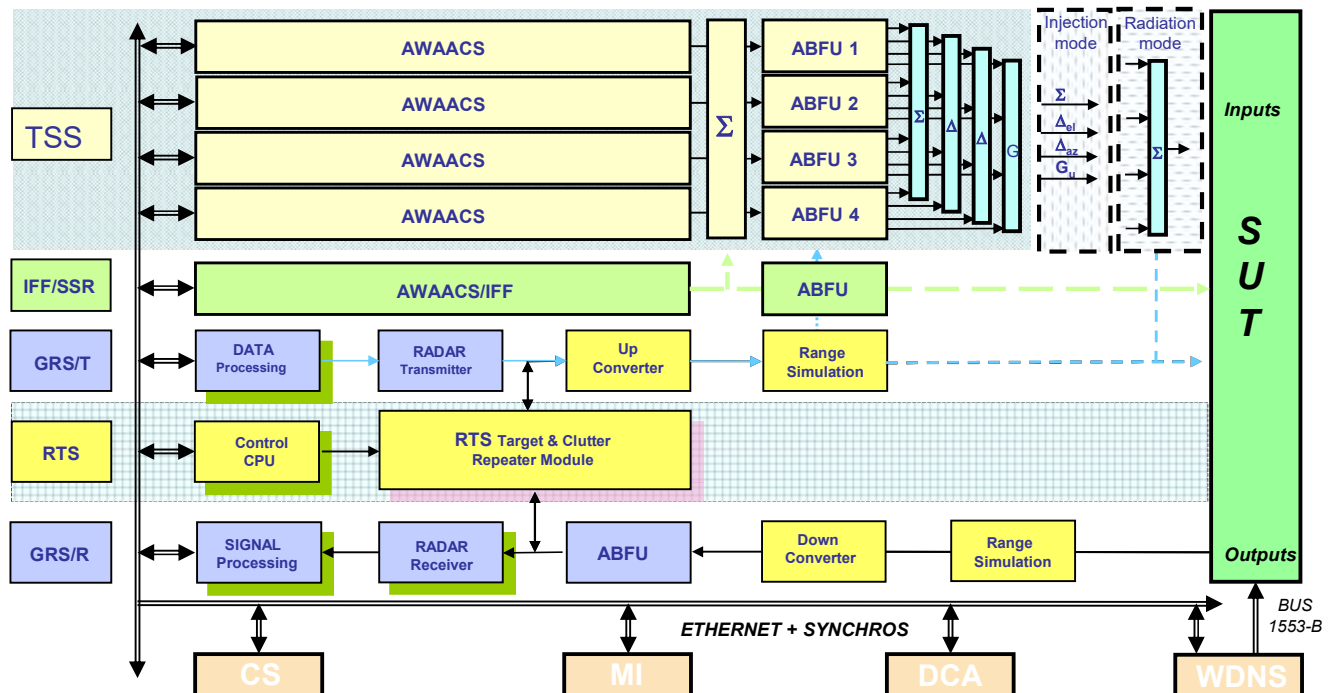 Injection
mode
Radiation
mode
TSS
AWAACS
AWAACS
AWAACS
AWAACS
Σ
ABFU 1
ABFU 2
ABFU 3
ABFU 4
Σ
Δ
Δ
G
Σ
Δel
Δaz
Gu
Σ
Inputs
S
U
T
Outputs
IFF/SSR
AWAACS/IFF
ABFU
GRS/T
DATA
Processing
RADAR
Transmitter
Up
Converter
Range
Simulation
RTS
Control
CPU
RTS Target & Clutter
Repeater Module
GRS/R
SIGNAL
Processing
RADAR
Receiver
ABFU
Down
Converter
Range
Simulation
ETHERNET + SYNCHROS
BUS
1553-B
CS
MI
DCA
WDNS